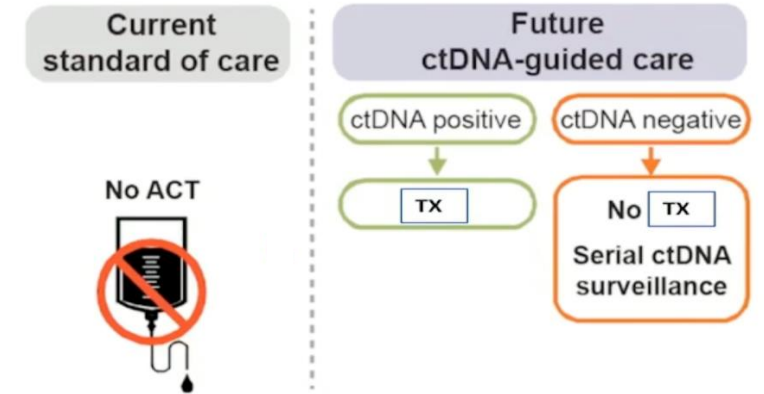 Current
standard of care
No ACT
Future
ctDNA-guided care
ctDNA positive
TX
ctDNA negative
No TX
Serial ctDNA
surveillance